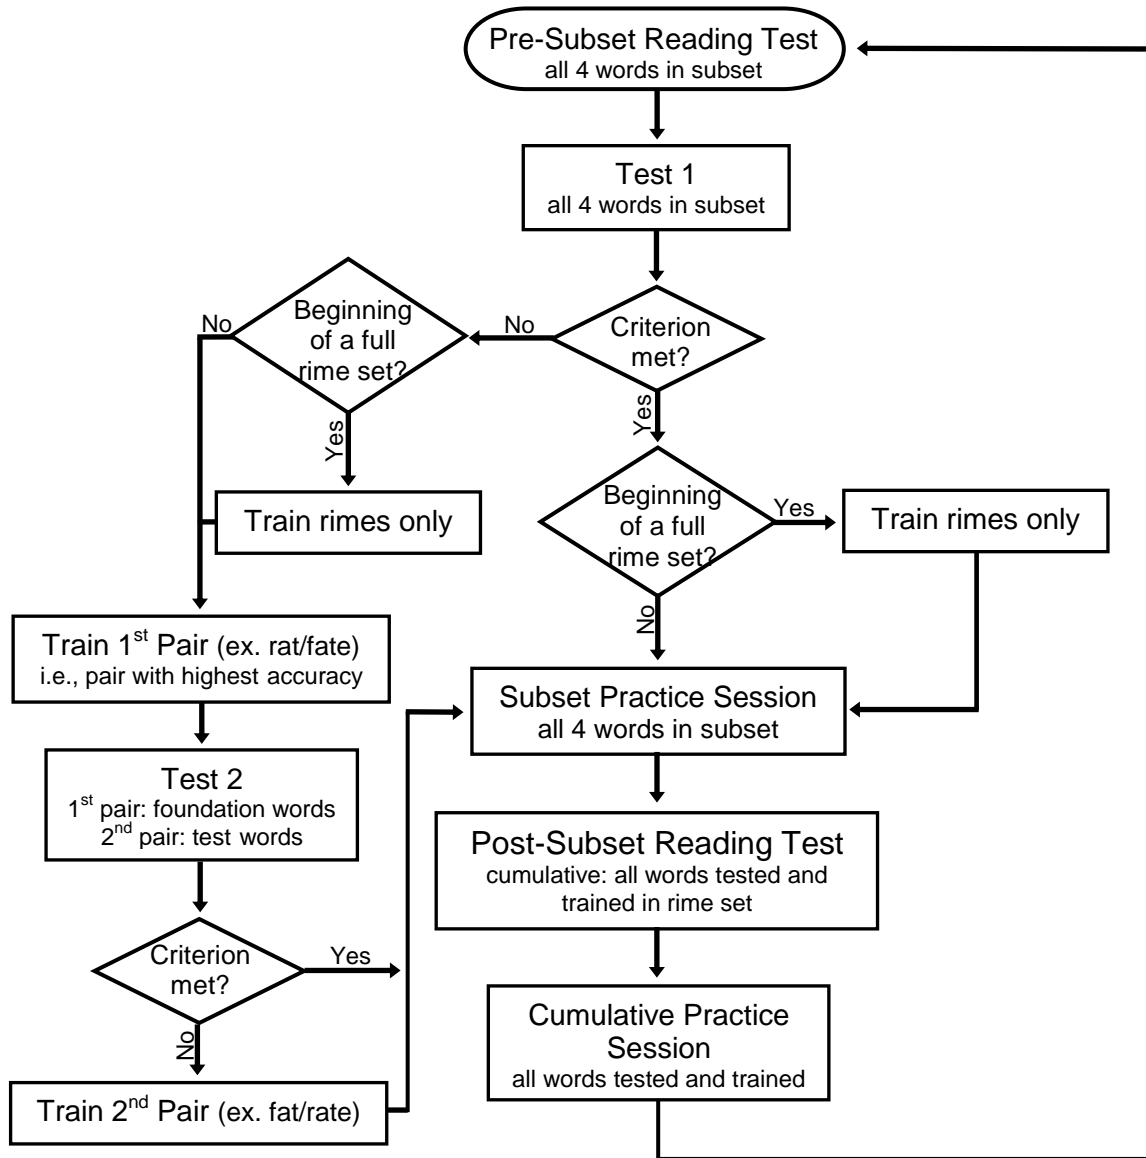 Pre-Subset Reading Test
all 4 words in subset
Test 1
all 4 words in subset
Criterion
met?
No
Yes
Beginning
of a full
rime set?
No
Yes
Train rimes only
Beginning
of a full
rime set?
Yes
No
Train rimes only
Train 1st Pair (ex. rat/fate)
i.e., pair with highest accuracy
Test 2
1st pair: foundation words
2nd pair: test words
Criterion
met?
Yes
No
Train 2nd Pair (ex. fat/rate)
Subset Practice Session
all 4 words in subset
Post-Subset Reading Test
cumulative: all words tested and
trained in rime set
Cumulative Practice
Session
all words tested and trained